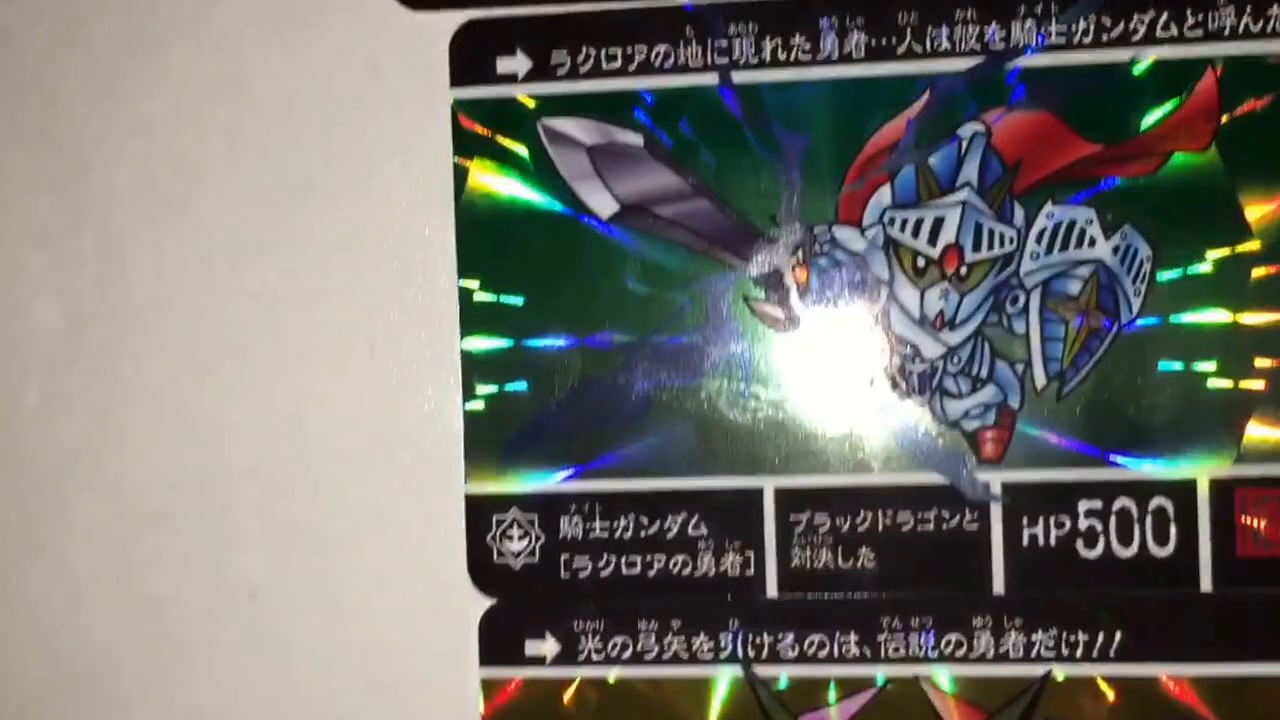 ラクロアの地に現れた勇者…人は彼を騎士ガンダムと呼んだ
騎士ガンダム
[ラクロアの勇者]
ブラックドラゴンと
対決した
HP500
光の弓矢を引けるのは、伝説の勇者だけ!!